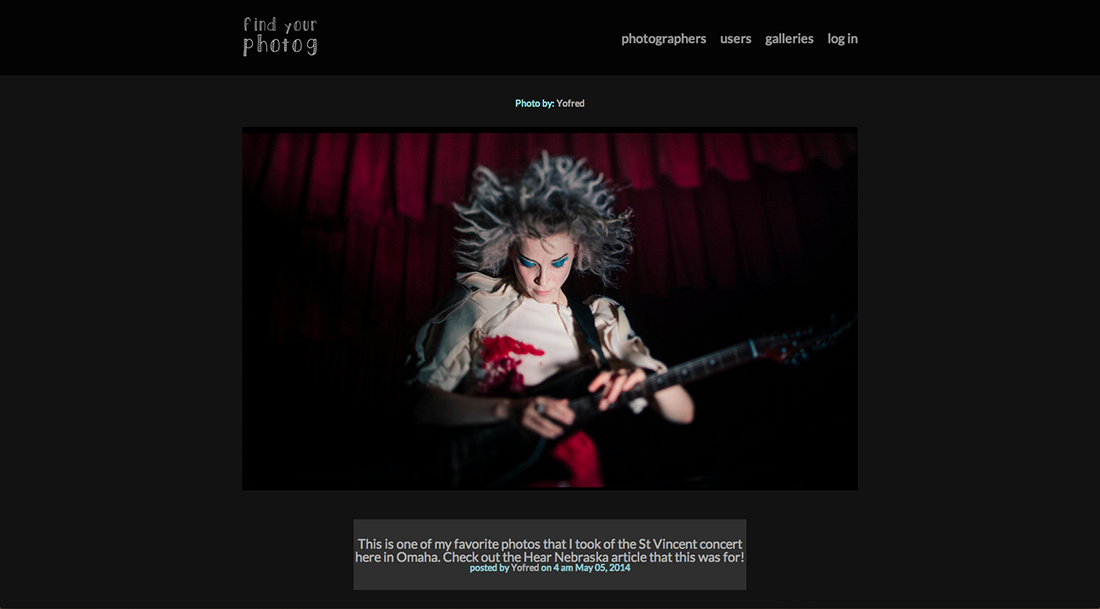 find your
photog
photographers users galleries log in
Photo by: Yofred
This is one of my favorite photos that I took of the St Vincent concert
here in Omaha. Check out the Hear Nebraska article that this was for!
posted by Yofred on 4 am May 05, 2014